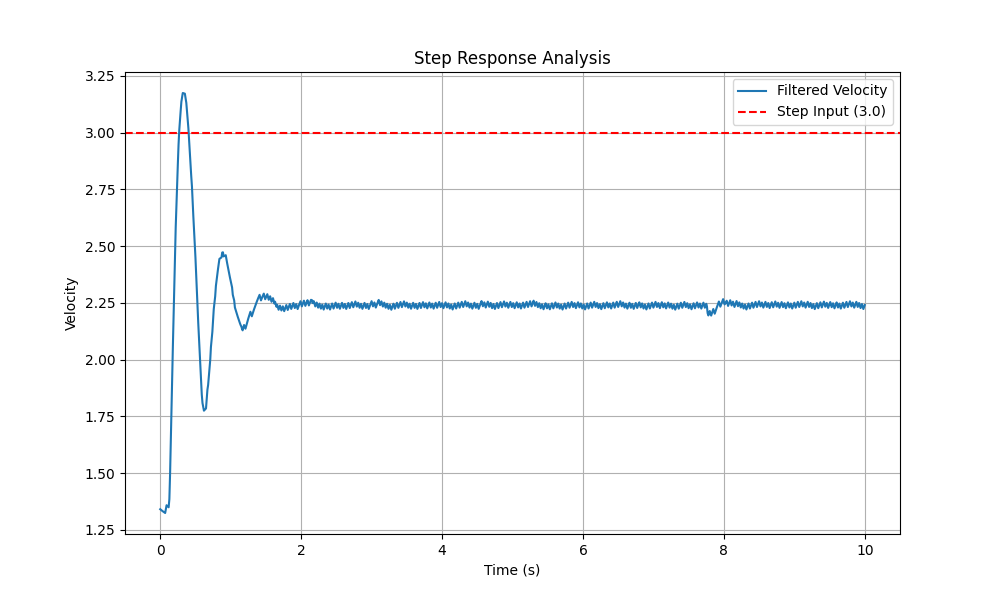 Step Response Analysis
Filtered Velocity
Step Input (3.0)
Velocity
3.25
3.00
2.75
2.50
2.25
2.00
1.75
1.50
1.25
0 2 4 6 8 10
Time (s)